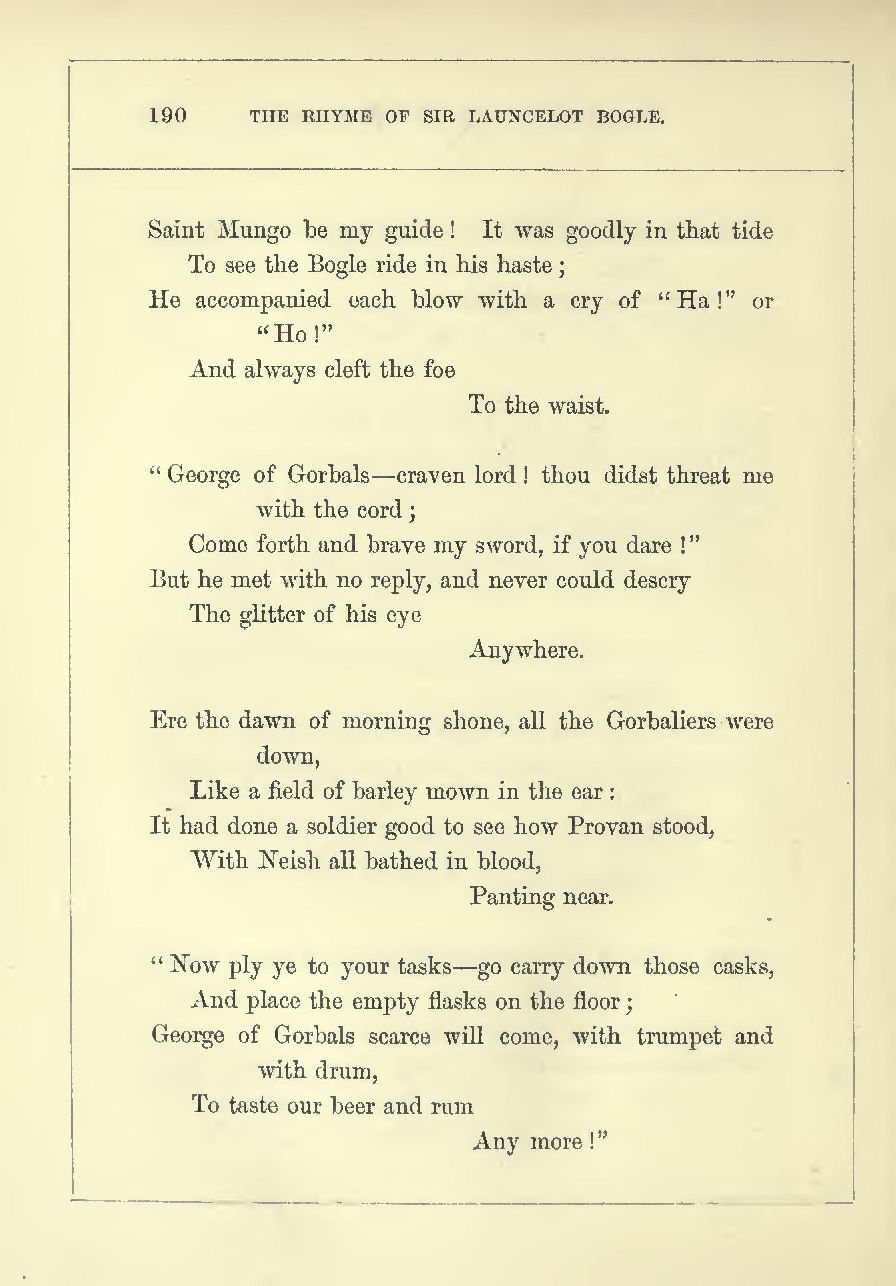 190 THE RHYME OF SIR LAUNCELOT BOGLE.
Saint Mungo be my guide! It was goodly in that tide
To see the Bogle ride in his haste;
He accompanied each blow with a cry of “Ha!” or
“Ho!”
And always cleft the foe
To the waist.
“George of Gorbals—craven lord! thou didst threat me
with the cord;
Come forth and brave my sword, if you dare!”
But he met with no reply, and never could descry
The glitter of his eye
Anywhere.
Ere the dawn of morning shone, all the Gorbaliers were
down,
Like a field of barley mown in the ear:
It had done a soldier good to see how Provan stood,
With Neish all bathed in blood,
Panting near.
“Now ply ye to your tasks—go carry down those casks,
And place the empty flasks on the floor;
George of Gorbals scarce will come, with trumpet and
with drum,
To taste our beer and rum
Any more!”